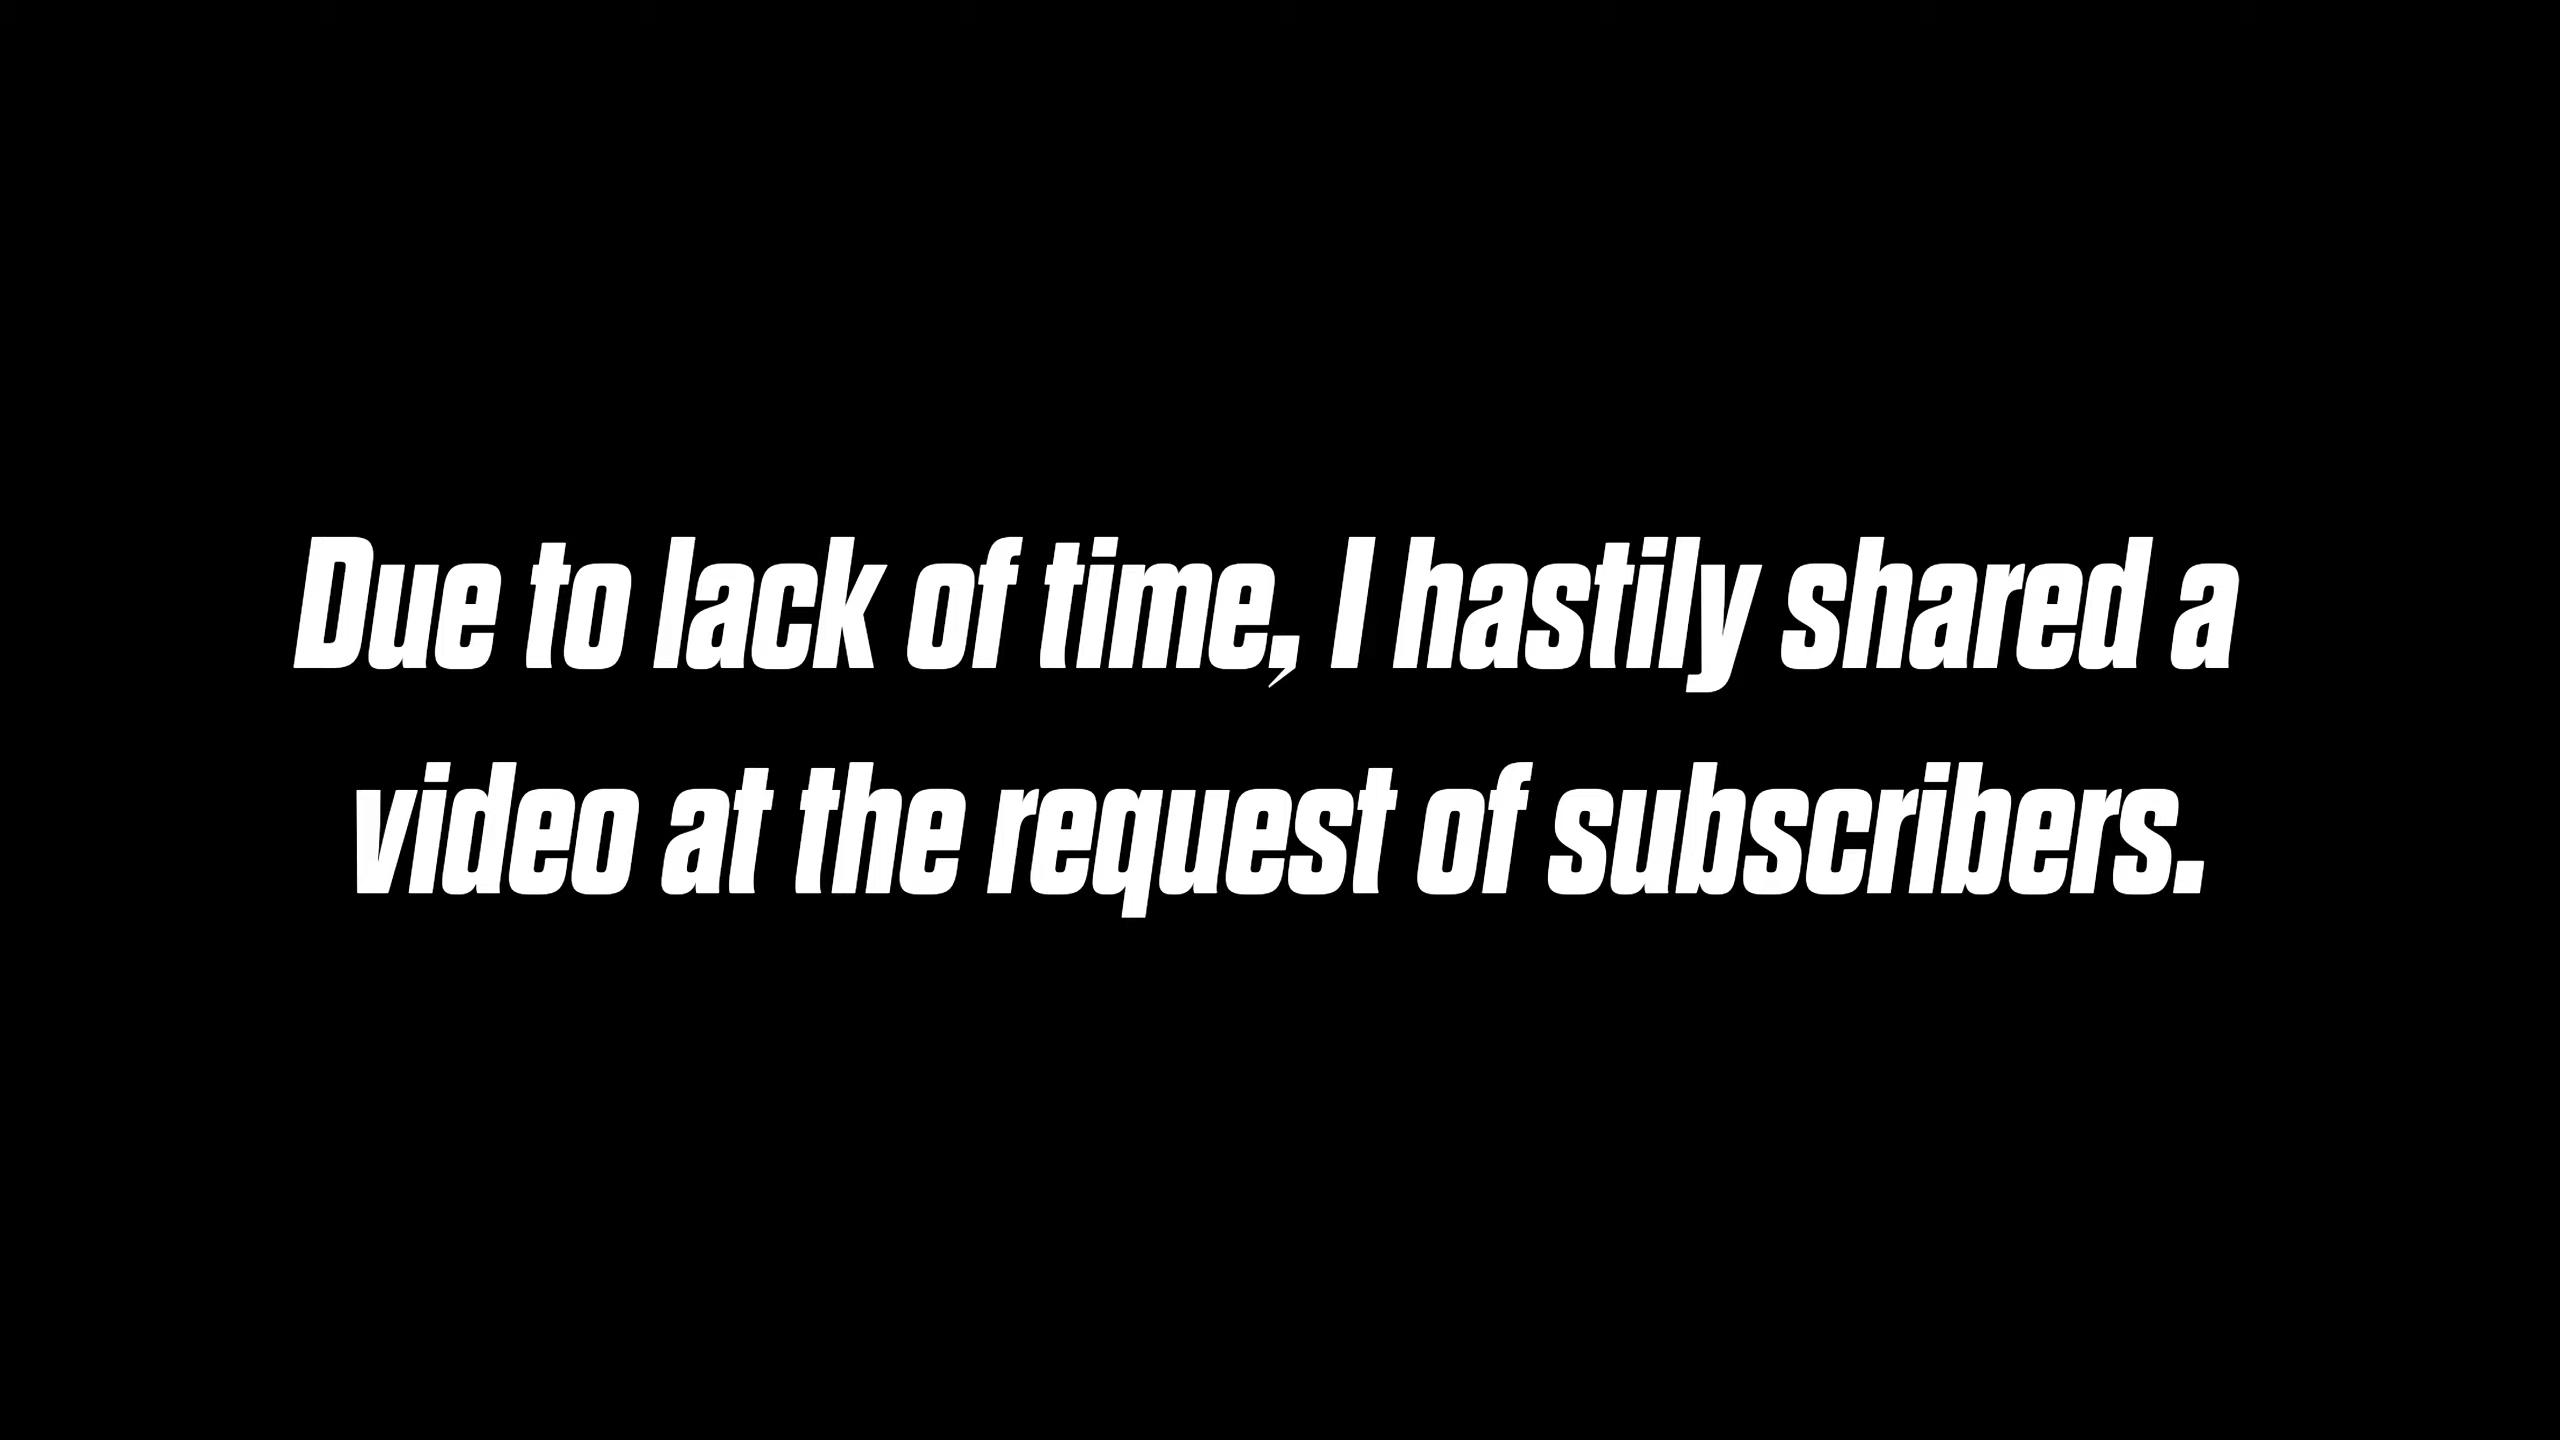 Due to lack of time, I hastily shared a
video at the request of subscribers.